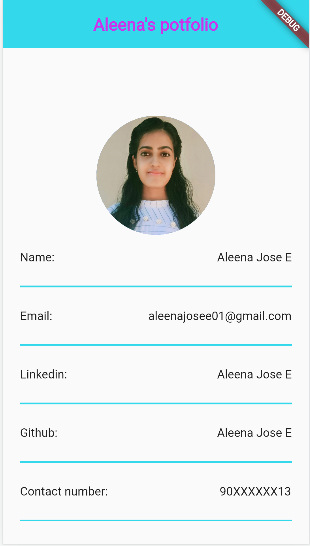 Aleena's potfolio
DEBUG
Name: Aleena Jose E
Email: aleenajosee01@gmail.com
Linkedin: Aleena Jose E
Github: Aleena Jose E
Contact number: 90XXXXXX13